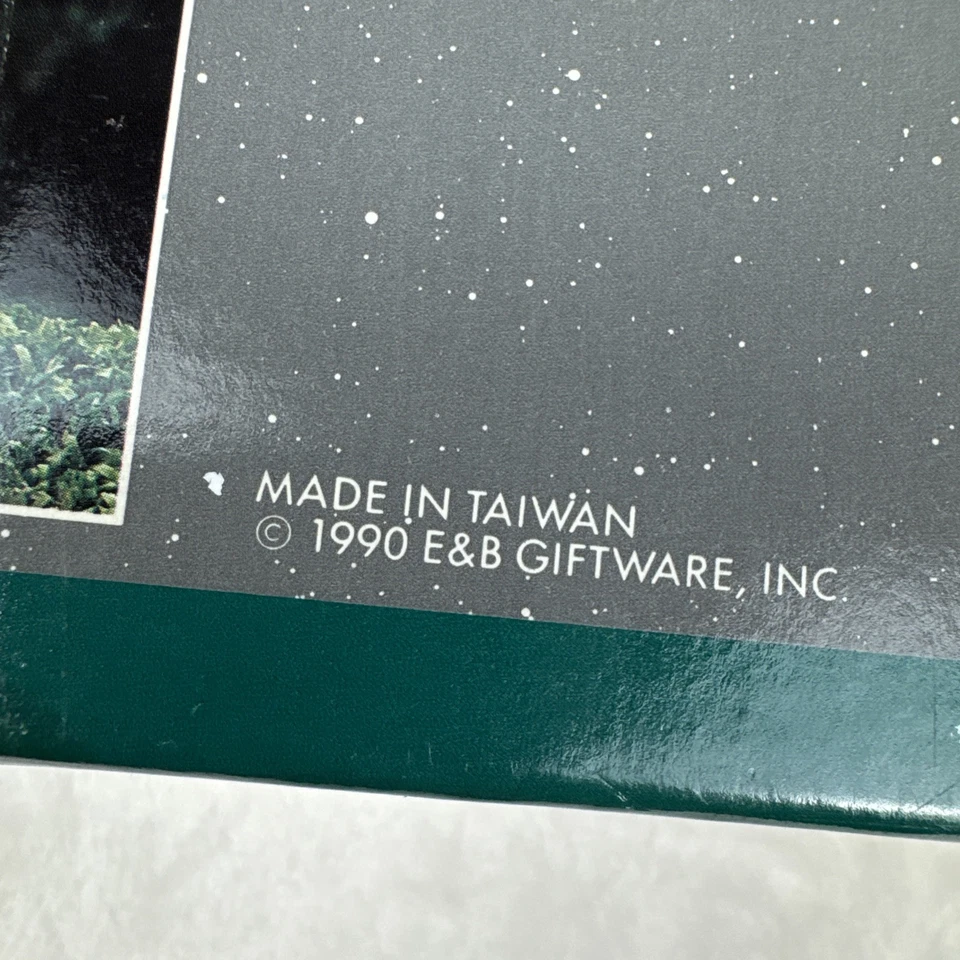 MADE IN TAIWAN
© 1990 E&B GIFTWARE, INC.